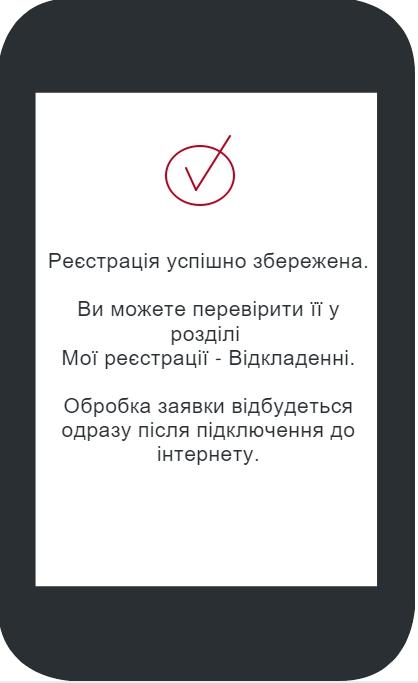 Реєстрація успішно збережена.
Ви можете перевірити її у
розділі
Мої реєстрації - Відкладенні.
Обробка заявки відбудеться
одразу після підключення до
інтернету.